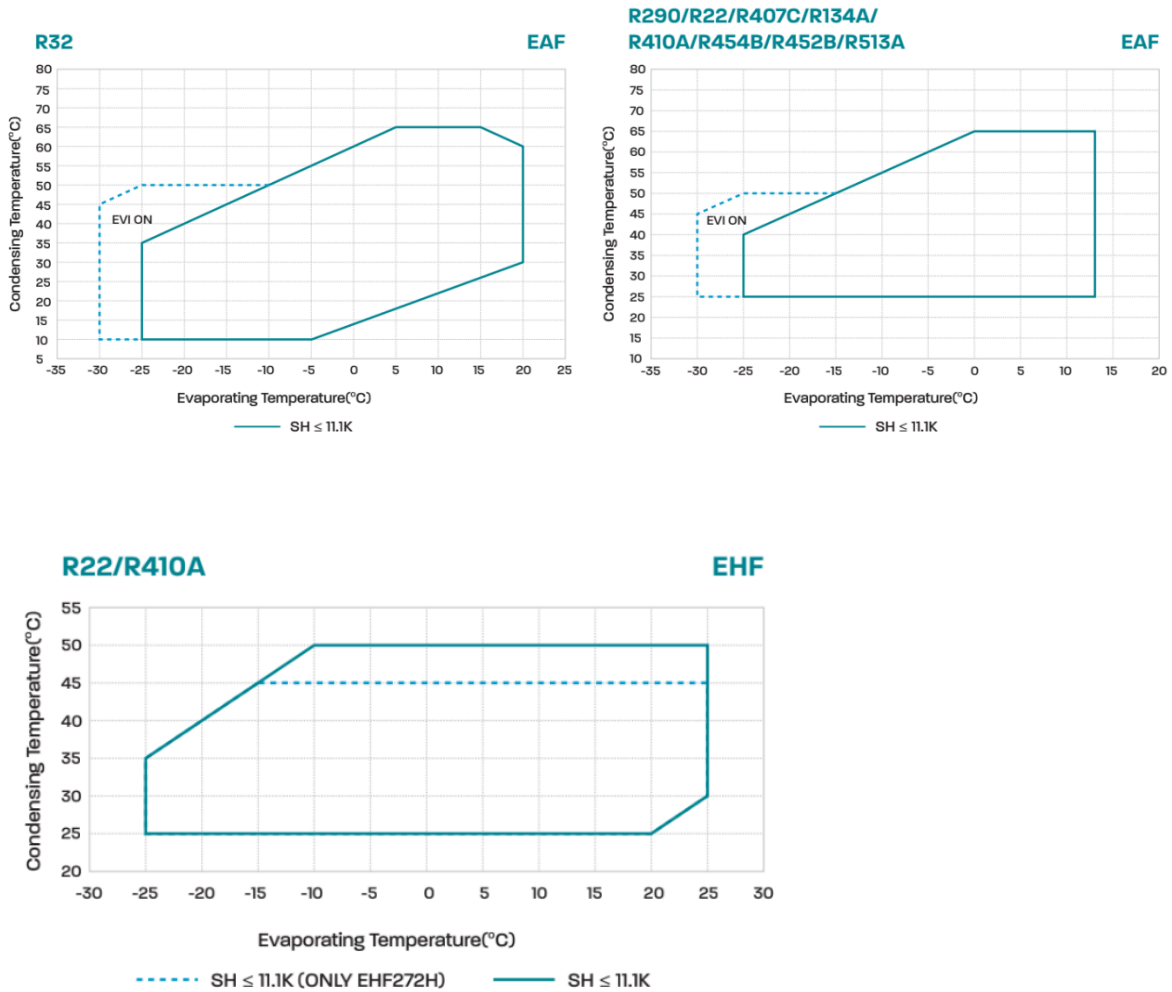 R32 EAF
80
75
70
65
60
55
50
45
40
35
30
25
20
15
10
5
Condensing Temperature(°C)
EVI ON
-35 -30 -25 -20 -15 -10 -5 0 5 10 15 20 25
Evaporating Temperature(°C)
SH ≤ 11.1K
R290/R22/R407C/R134A/
R410A/R454B/R452B/R513A EAF
80
75
70
65
60
55
50
45
40
35
30
25
20
15
10
Condensing Temperature(°C)
EVI ON
-35 -30 -25 -20 -15 -10 -5 0 5 10 15 20
Evaporating Temperature(°C)
SH ≤ 11.1K
R22/R410A EHF
55
50
45
40
35
30
25
20
Condensing Temperature(°C)
-30 -25 -20 -15 -10 -5 0 5 10 15 20 25 30
Evaporating Temperature(°C)
SH ≤ 11.1K (ONLY EHF272H) SH ≤ 11.1K